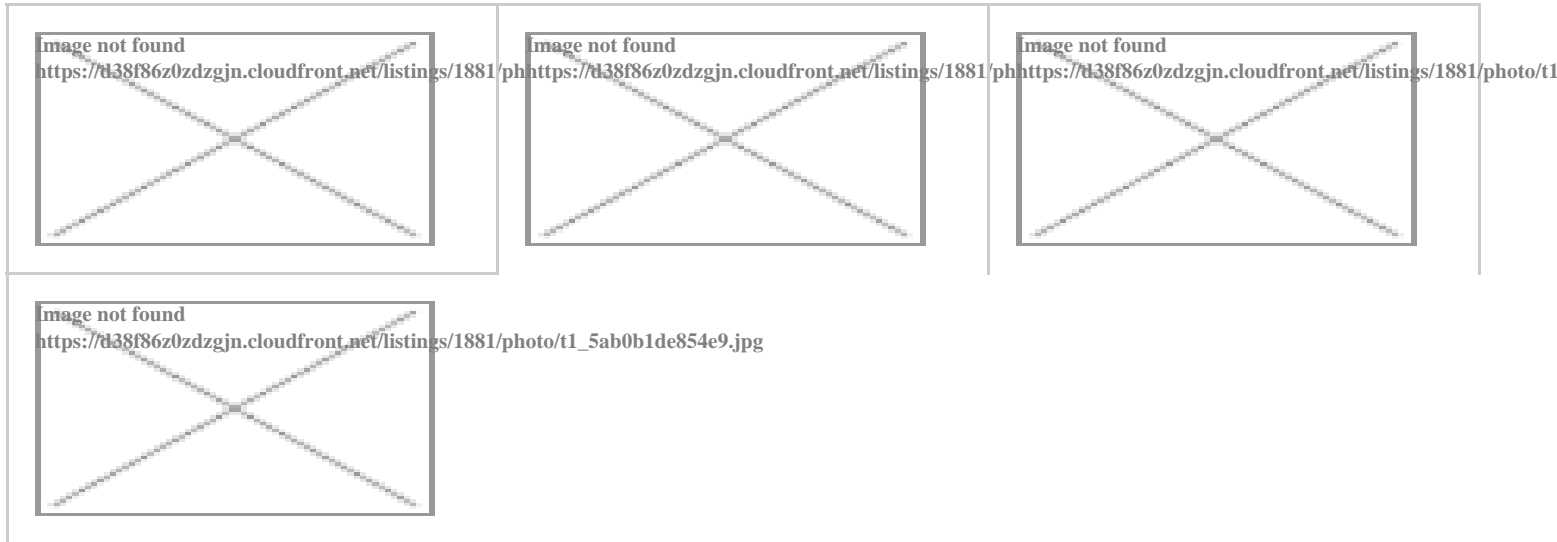 Image not found
https://d38f86z0zdzgjn.cloudfront.net/listings/1881/ph
Image not found
https://d38f86z0zdzgjn.cloudfront.net/listings/1881/ph
Image not found
https://d38f86z0zdzgjn.cloudfront.net/listings/1881/photo/t1
Image not found
https://d38f86z0zdzgjn.cloudfront.net/listings/1881/photo/t1_5ab0b1de854e9.jpg